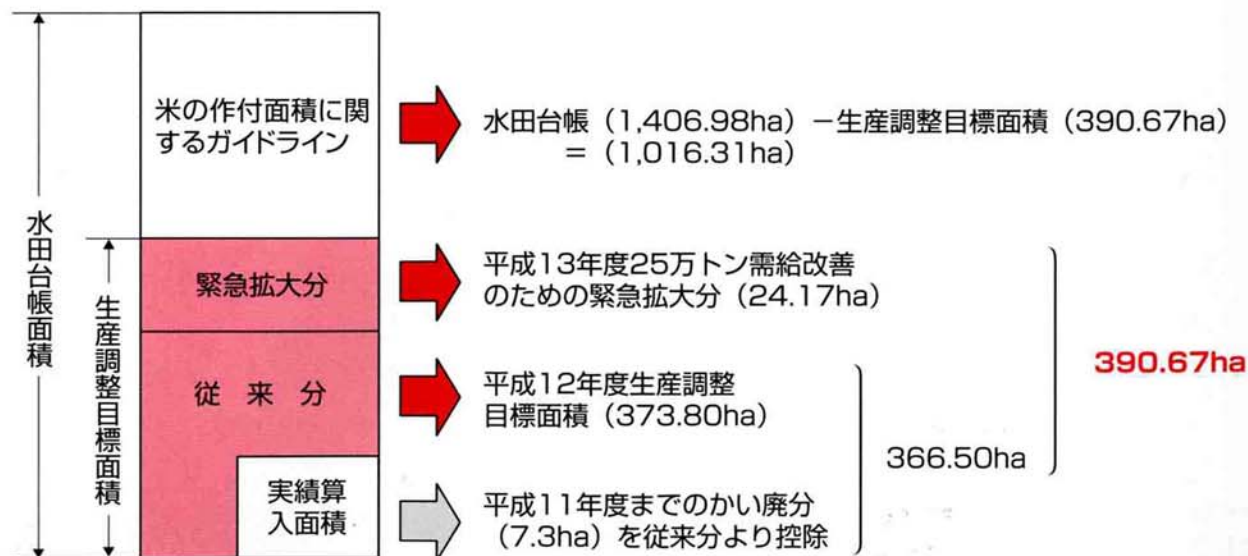 水田台帳面積
生産調整目標面積
米の作付面積に関
するガイドライン
水田台帳（1,406.98ha）－生産調整目標面積（390.67ha）
＝（1,016.31ha）
緊急拡大分
平成13年度25万トン需給改善
のための緊急拡大分（24.17ha）
従来分
平成12年度生産調整
目標面積（373.80ha）
実績算
入面積
平成11年度までのかい廃分
（7.3ha）を従来分より控除
366.50ha
390.67ha